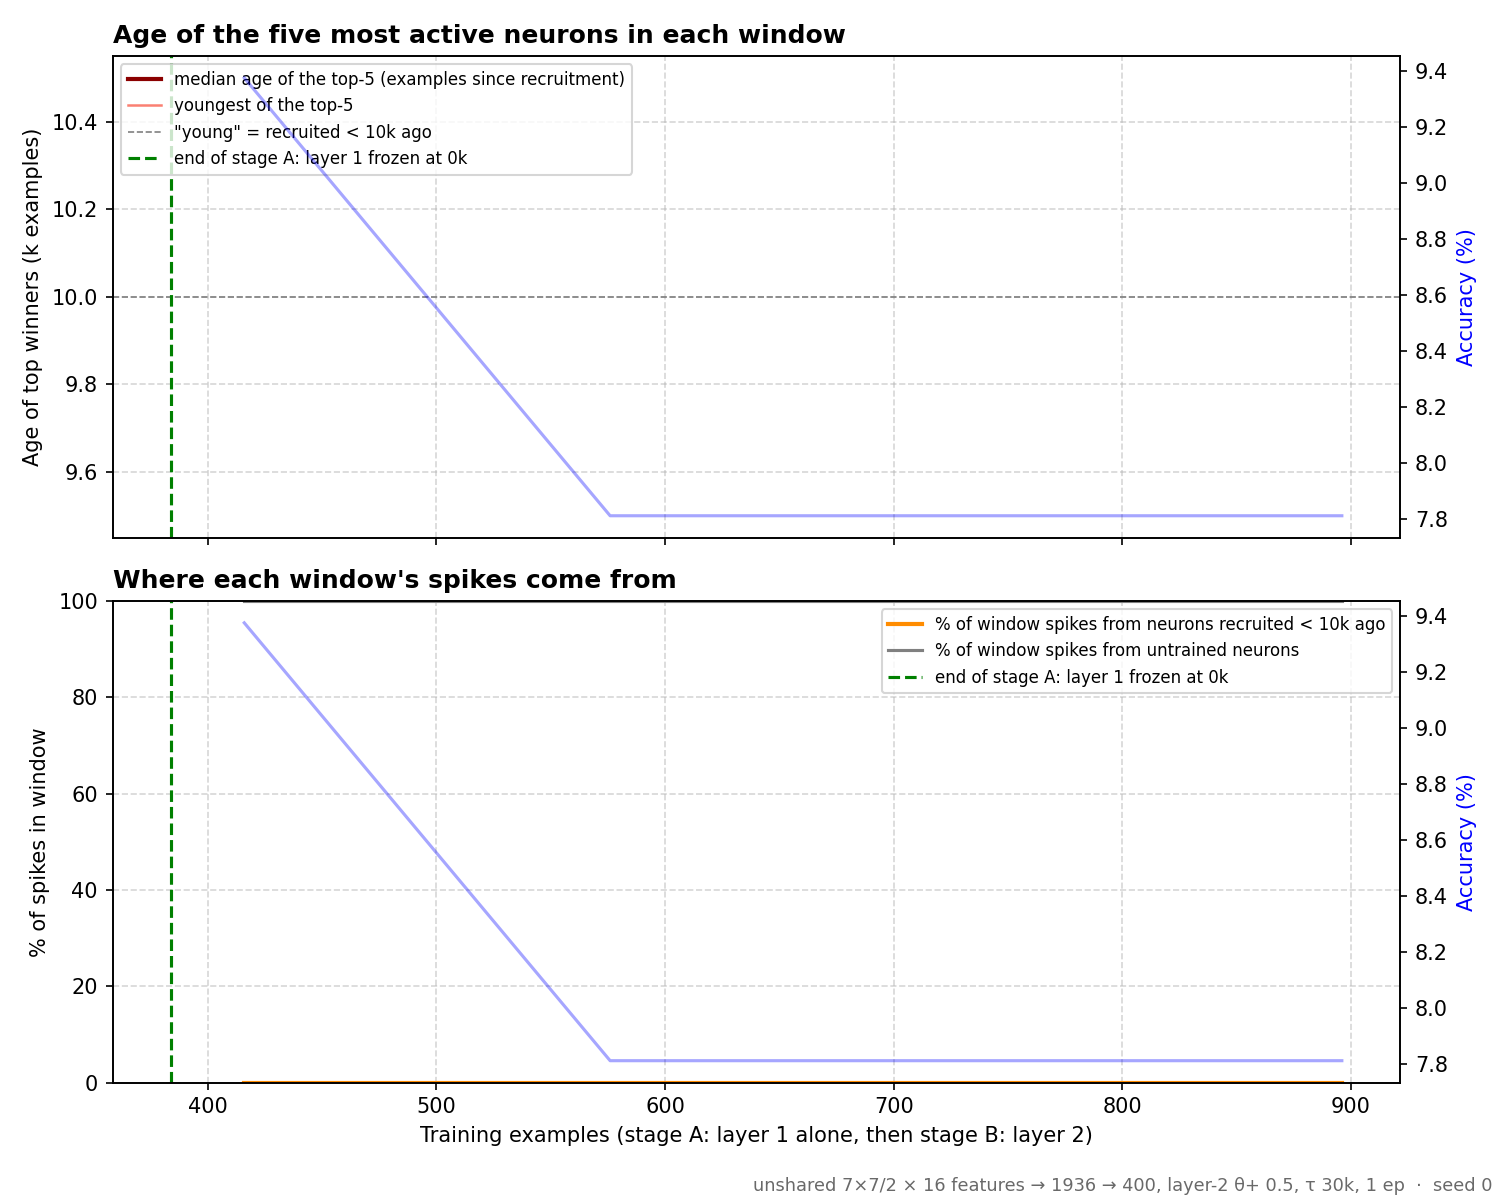 Age of the five most active neurons in each window
median age of the top-5 (examples since recruitment)
youngest of the top-5
"young" = recruited < 10k ago
end of stage A: layer 1 frozen at 0k
Age of top winners (k examples)
10.4
10.2
10.0
9.8
9.6
9.4
9.2
9.0
8.8
8.6
8.4
8.2
8.0
7.8
Accuracy (%)
Where each window's spikes come from
% of window spikes from neurons recruited < 10k ago
% of window spikes from untrained neurons
end of stage A: layer 1 frozen at 0k
% of spikes in window
100
80
60
40
20
0
9.4
9.2
9.0
8.8
8.6
8.4
8.2
8.0
7.8
Accuracy (%)
400 500 600 700 800 900
Training examples (stage A: layer 1 alone, then stage B: layer 2)
unshared 7×7/2 × 16 features → 1936 → 400, layer-2 θ+ 0.5, τ 30k, 1 ep · seed 0